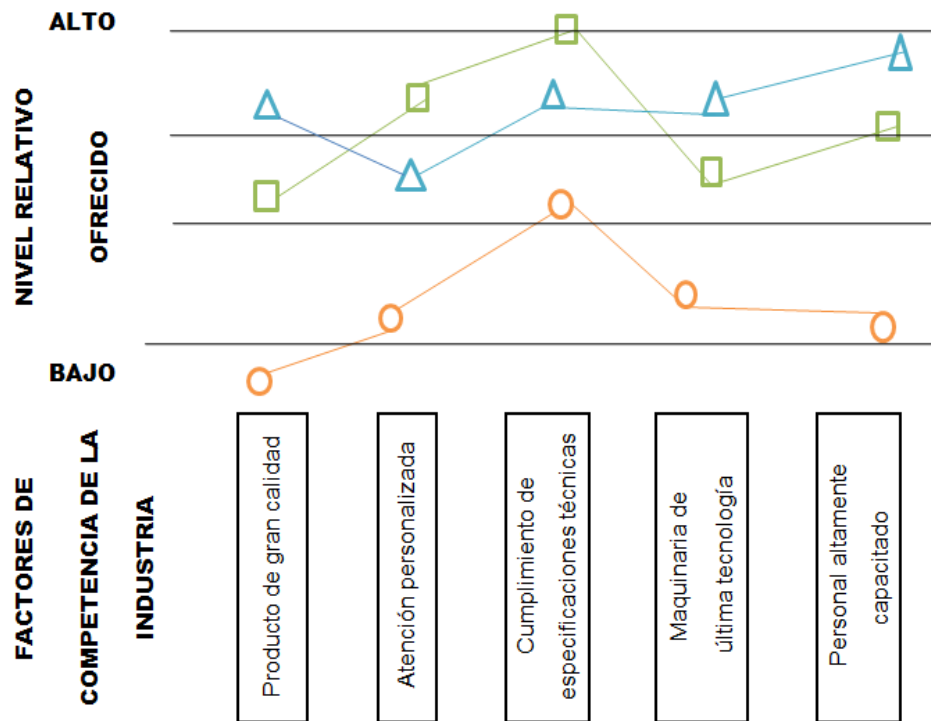 ALTO
NIVEL RELATIVO
OFRECIDO
BAJO
FACTORES DE
COMPETENCIA DE LA
INDUSTRIA
Producto de gran calidad
Atención personalizada
Cumplimiento de
especificaciones técnicas
Maquinaria de
última tecnología
Personal altamente
capacitado